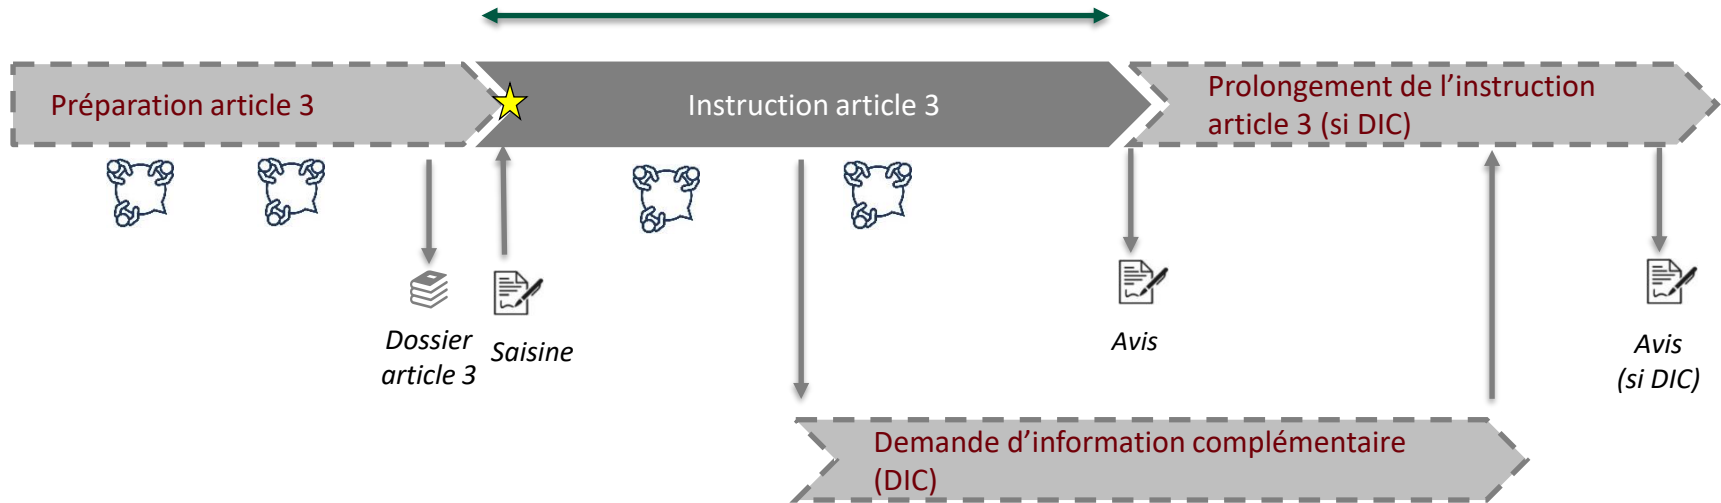 Préparation article 3
Instruction article 3
Prolongement de l’instruction
article 3 (si DIC)
Dossier
article 3
Saisine
Avis
Avis
(si DIC)
Demande d’information complémentaire
(DIC)